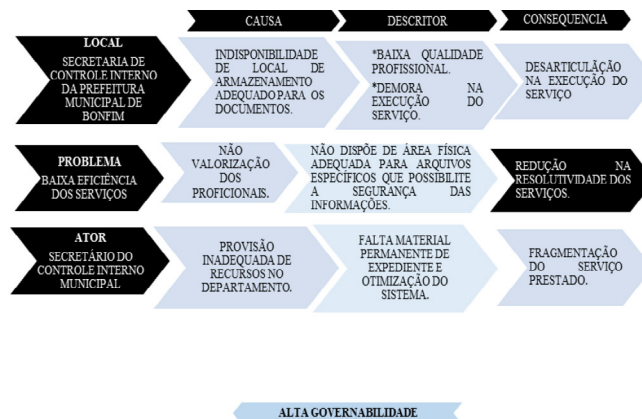 CAUSA
DESCRITOR
CONSEQUENCIA
LOCAL
SECRETARIA DE
CONTROLE INTERNO
DA PREFEITURA
MUNICIPAL DE
BONFIM
INDISPONIBILIDADE
DE LOCAL DE
ARMAZENAMENTO
ADEQUADO PARA OS
DOCUMENTOS.
*BAIXA QUALIDADE
PROFISSIONAL.
*DEMORA NA
EXECUÇÃO DO
SERVIÇO.
DESARTICULÃÇÃO
NA EXECUÇÃO DO
SERVIÇO
PROBLEMA
BAIXA EFICIÊNCIA
DOS SERVIÇOS
NÃO
VALORIZAÇÃO
DOS
PROFICIONAIS.
NÃO DISPÕE DE ÁREA FÍSICA
ADEQUADA PARA ARQUIVOS
ESPECÍFICOS QUE POSSIBILITE
A SEGURANÇA DAS
INFORMAÇÕES.
REDUÇÃO NA
RESOLUTIVIDADE DOS
SERVIÇOS.
ATOR
SECRETÁRIO DO
CONTROLE INTERNO
MUNICIPAL
PROVISÃO
INADEQUADA DE
RECURSOS NO
DEPARTAMENTO.
FALTA MATERIAL
PERMANENTE DE
EXPEDIENTE E
OTIMIZAÇÃO DO
SISTEMA.
FRAGMENTAÇÃO
DO SERVIÇO
PRESTADO.
ALTA GOVERNABILIDADE